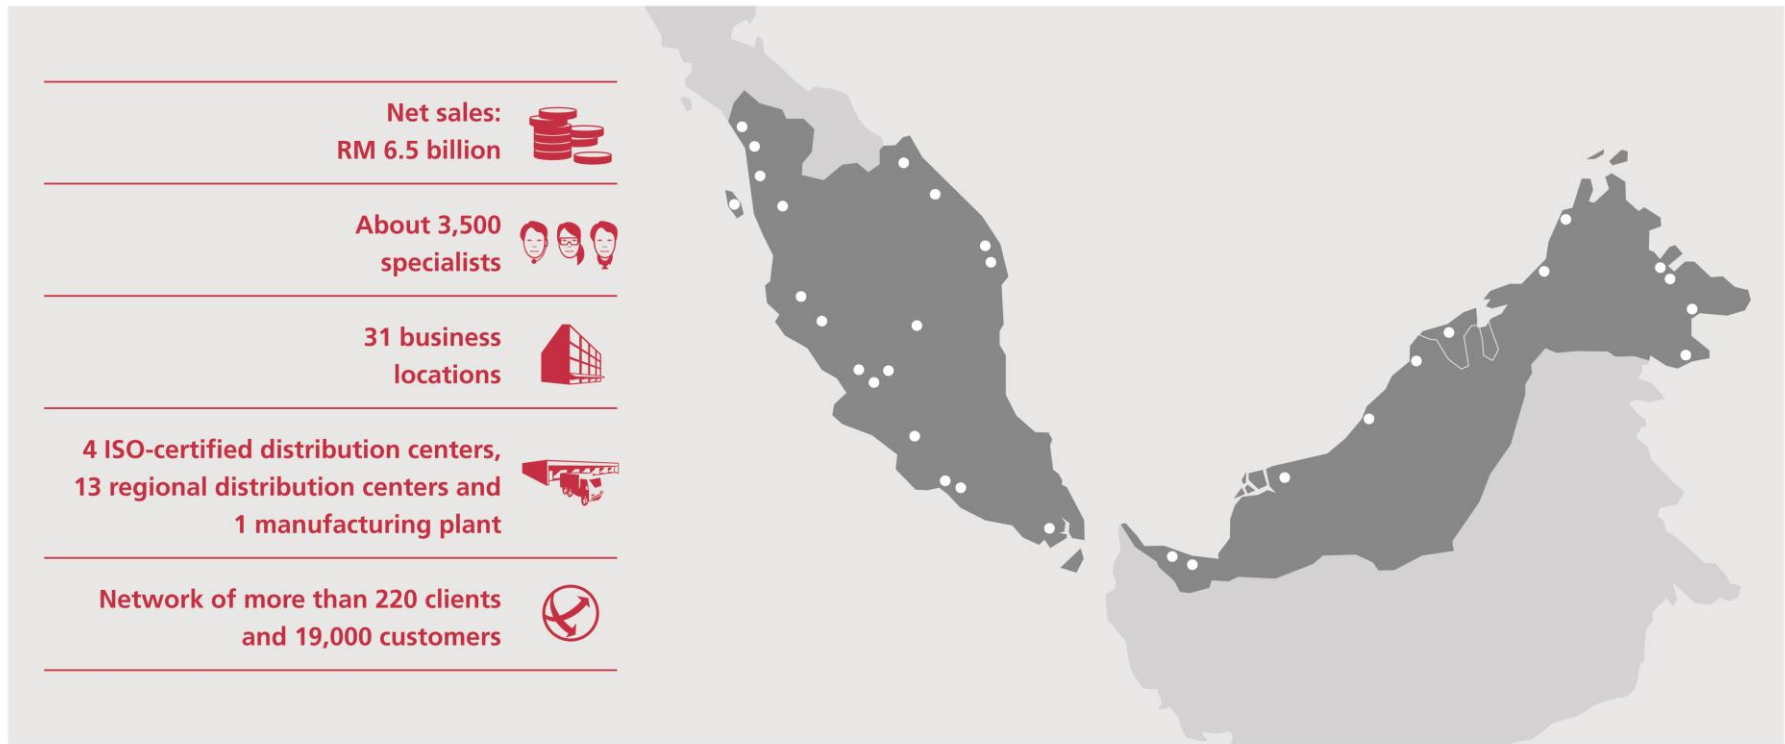 Net sales:
RM 6.5 billion
About 3,500
specialists
31 business
locations
4 ISO-certified distribution centers,
13 regional distribution centers and
1 manufacturing plant
Network of more than 220 clients
and 19,000 customers